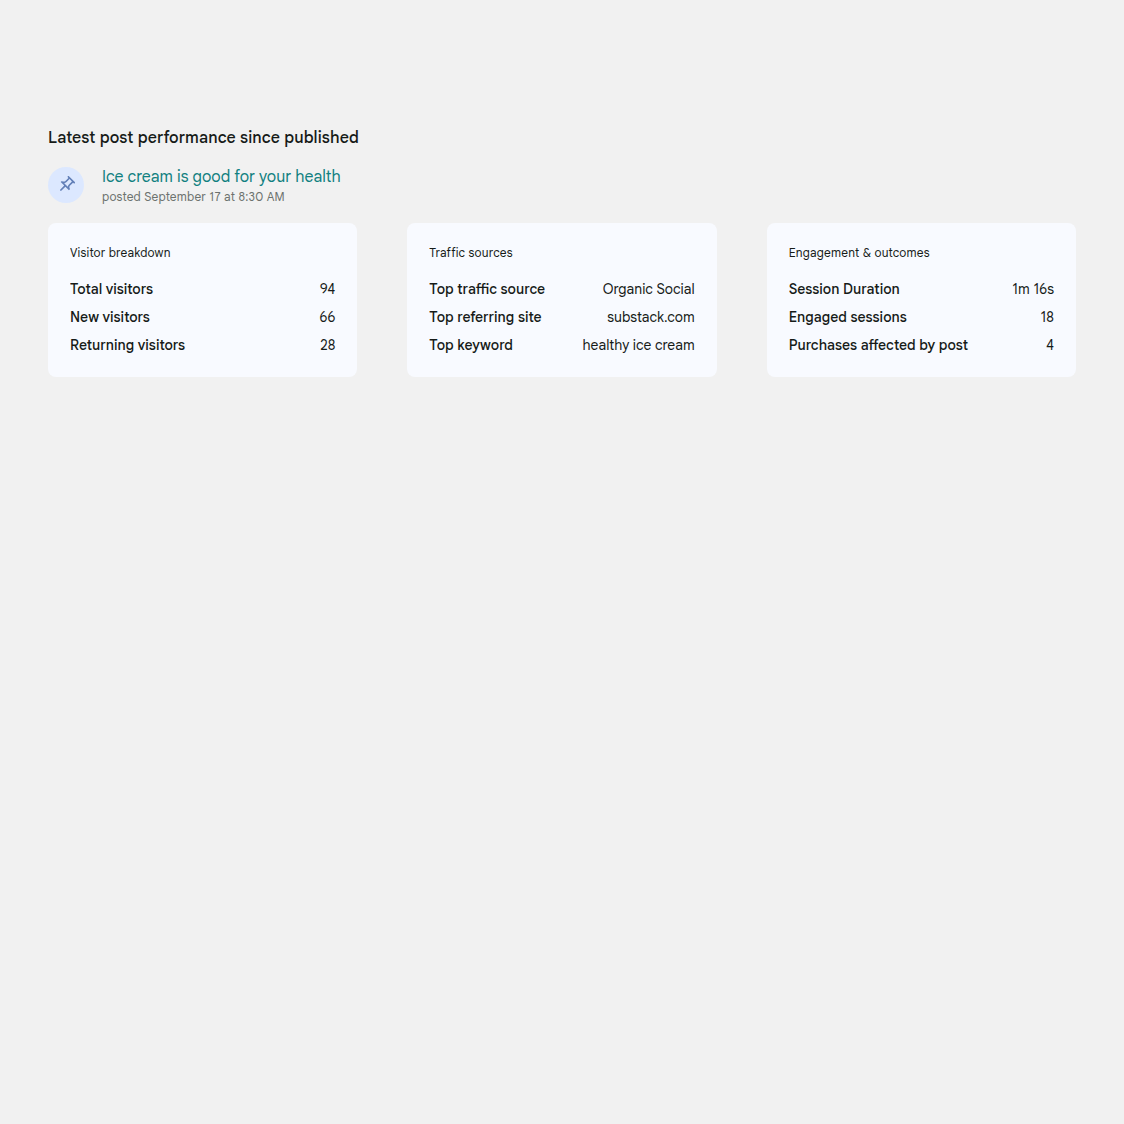 Latest post performance since published
Ice cream is good for your health
posted September 17 at 8:30 AM
Visitor breakdown
Total visitors 94
New visitors 66
Returning visitors 28
Traffic sources
Top traffic source Organic Social
Top referring site substack.com
Top keyword healthy ice cream
Engagement & outcomes
Session Duration 1m 16s
Engaged sessions 18
Purchases affected by post 4